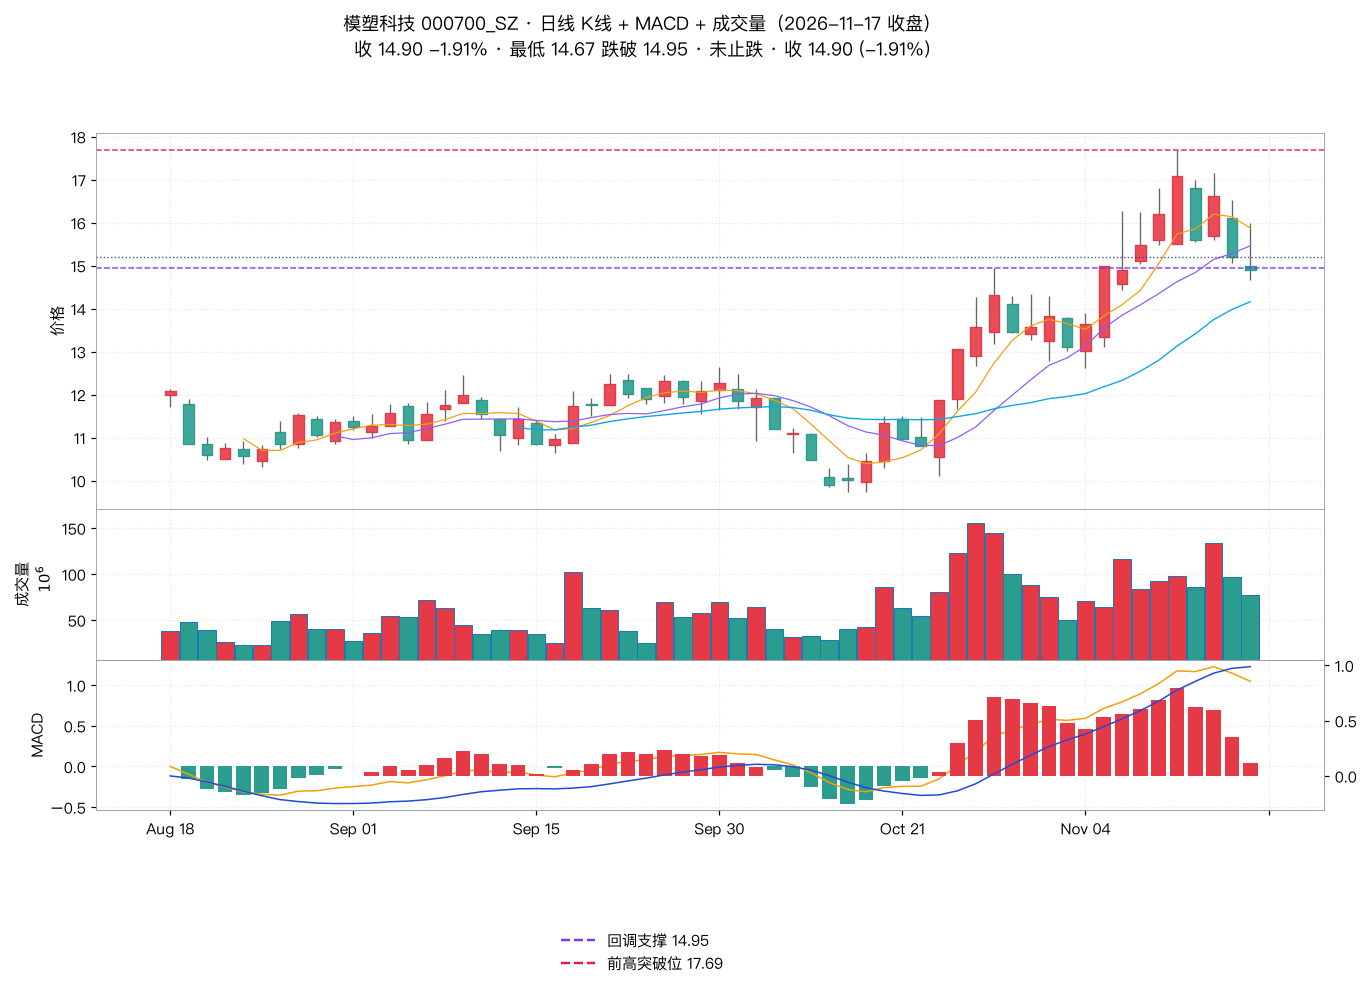 模塑科技 000700_SZ · 日线 K线 + MACD + 成交量（2026–11–17 收盘）
收 14.90 –1.91% · 最低 14.67 跌破 14.95 · 未止跌 · 收 14.90 (–1.91%)
18
17
16
15
14
13
12
11
10
价格
150
100
50
成交量
10⁶
1.0
0.5
0.0
−0.5
MACD
1.0
0.5
0.0
Aug 18
Sep 01
Sep 15
Sep 30
Oct 21
Nov 04
回调支撑 14.95
前高突破位 17.69